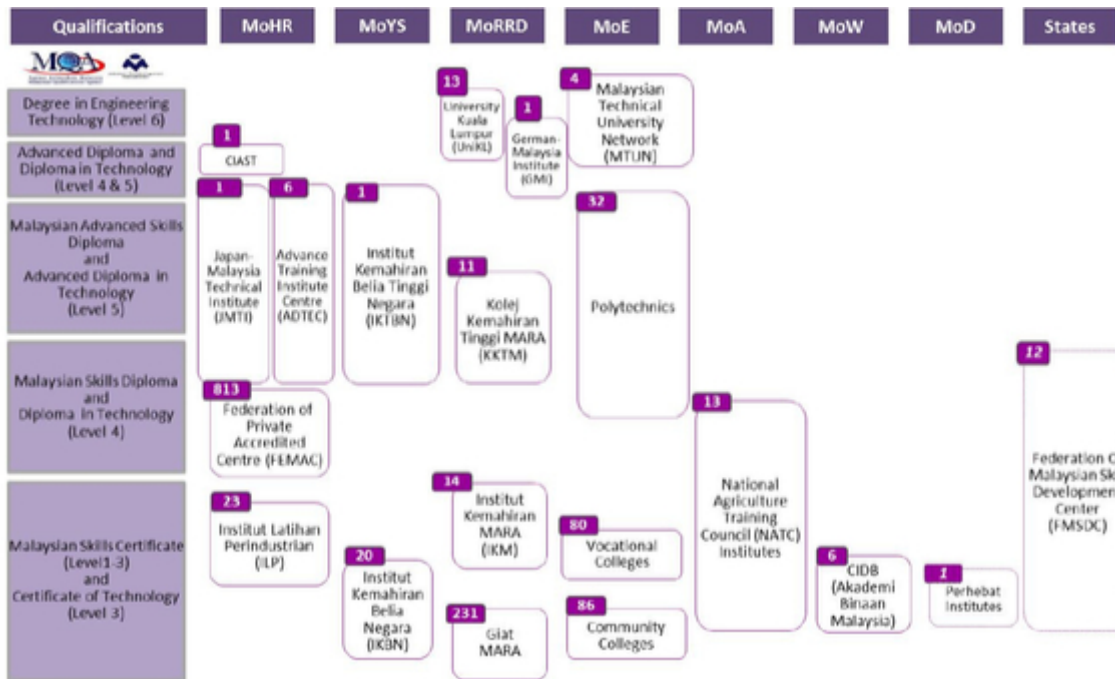 Qualifications
MoHR
MoYS
MoRRD
MoE
MoA
MoW
MoD
States
MQA
Degree in Engineering
Technology (Level 6)
Advanced Diploma and
Diploma in Technology
(Level 4 & 5)
Malaysian Advanced Skills
Diploma
and
Advanced Diploma in
Technology
(Level 5)
Malaysian Skills Diploma
and
Diploma in Technology
(Level 4)
Malaysian Skills Certificate
(Level1-3)
and
Certificate of Technology
(Level 3)
1
CIAST
1
Japan-
Malaysia
Technical
Institute
(JMTI)
6
Advance
Training
Institute
Centre
(ADTEC)
813
Federation of
Private
Accredited
Centre (FEMAC)
23
Institut Latihan
Perindustrian
(ILP)
1
Institut
Kemahiran
Belia Tinggi
Negara
(IKTBN)
20
Institut
Kemahiran
Belia
Negara
(IKBN)
13
University
Kuala
Lumpur
(UniKL)
1
German-
Malaysia
Institute
(GMI)
11
Kolej
Kemahiran
Tinggi MARA
(KKTM)
14
Institut
Kemahiran
MARA
(IKM)
231
Giat
MARA
4
Malaysian
Technical
University
Network
(MTUN)
32
Polytechnics
80
Vocational
Colleges
86
Community
Colleges
13
National
Agriculture
Training
Council (NATC)
Institutes
6
CIDB
(Akademi
Binaan
Malaysia)
1
Perhebat
Institutes
12
Federation O
Malaysian Ski
Development
Center
(FMSDC)